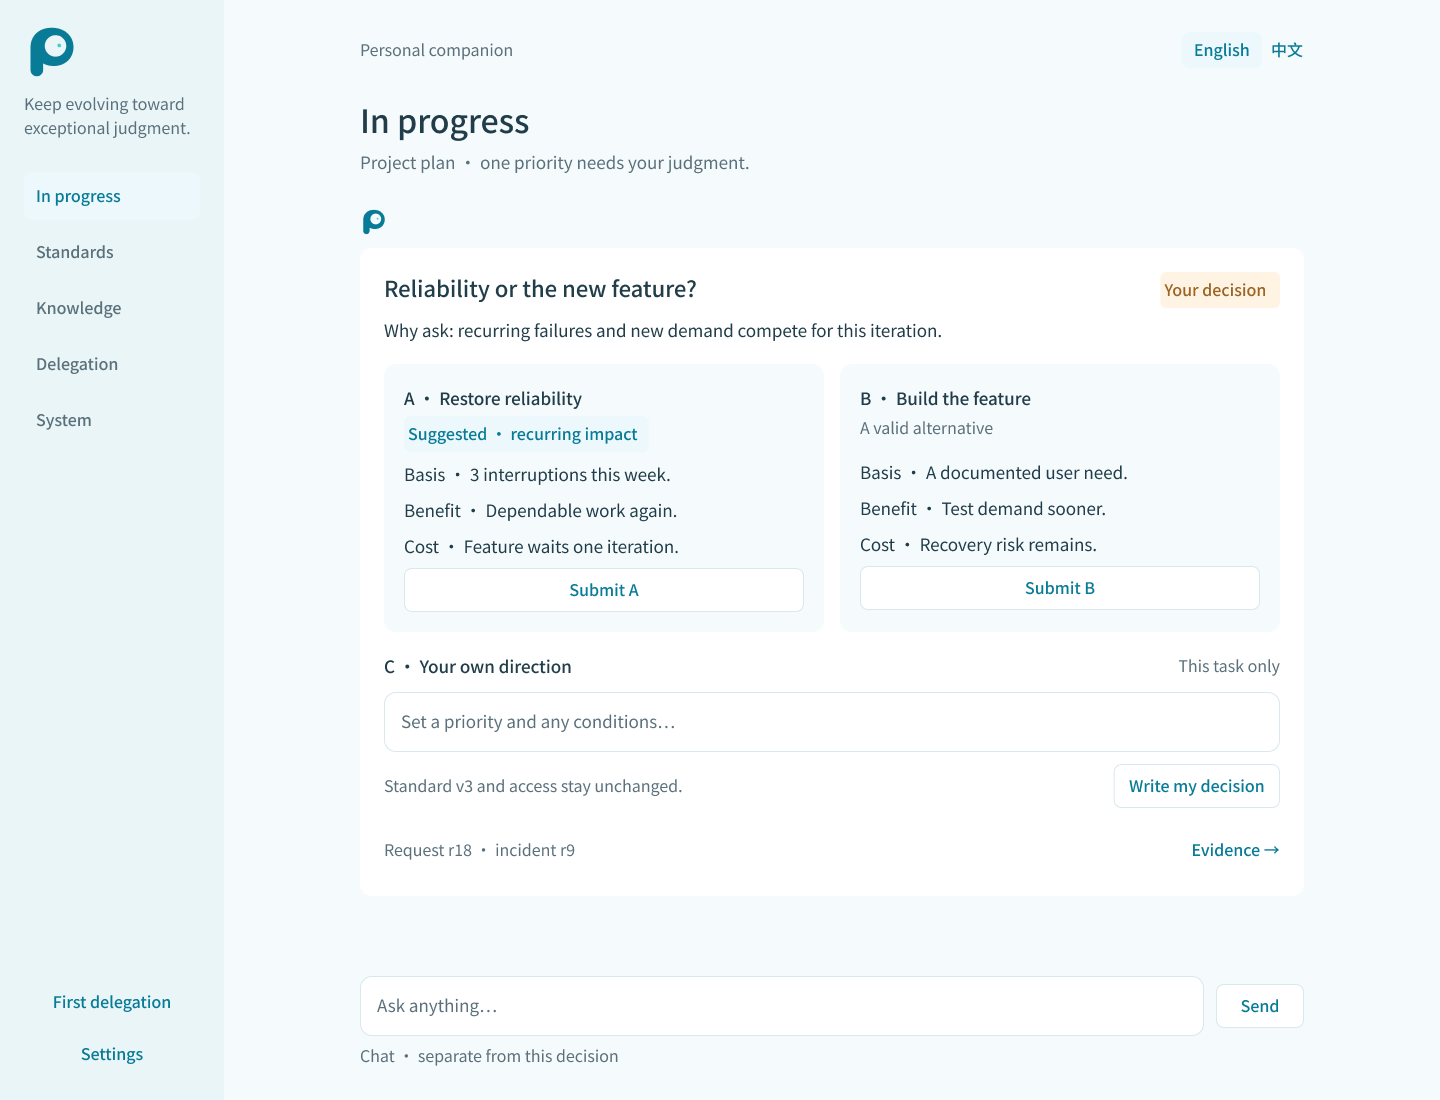 Keep evolving toward
exceptional judgment.
In progress
Standards
Knowledge
Delegation
System
First delegation
Settings
Personal companion
English
中文
In progress
Project plan • one priority needs your judgment.
Reliability or the new feature?
Your decision
Why ask: recurring failures and new demand compete for this iteration.
A • Restore reliability
Suggested • recurring impact
Basis • 3 interruptions this week.
Benefit • Dependable work again.
Cost • Feature waits one iteration.
Submit A
B • Build the feature
A valid alternative
Basis • A documented user need.
Benefit • Test demand sooner.
Cost • Recovery risk remains.
Submit B
C • Your own direction
This task only
Set a priority and any conditions…
Standard v3 and access stay unchanged.
Write my decision
Request r18 • incident r9
Evidence →
Ask anything…
Send
Chat • separate from this decision